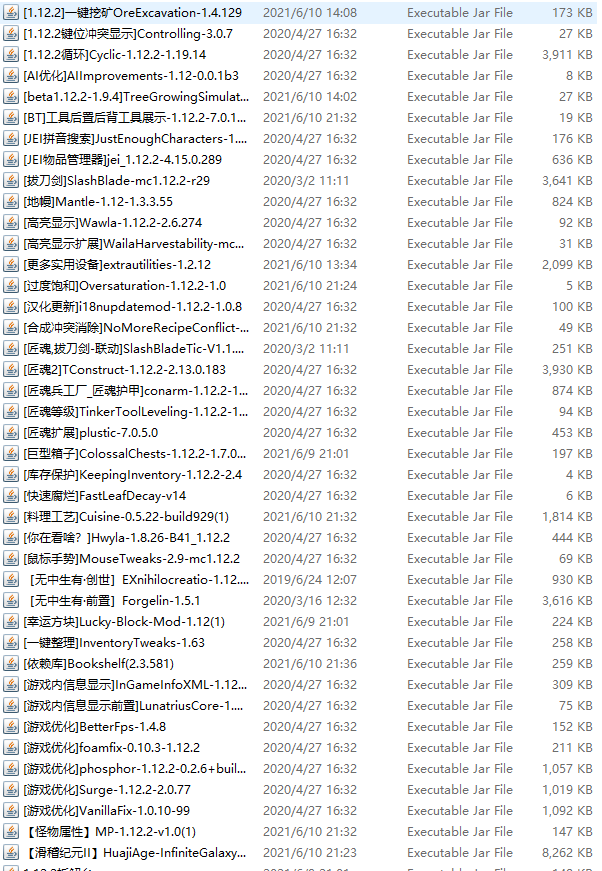 [1.12.2]一键挖矿OreExcavation-1.4.129 2021/6/10 14:08 Executable Jar File 173 KB
[1.12.2键位冲突显示]Controlling-3.0.7 2020/4/27 16:32 Executable Jar File 27 KB
[1.12.2循环]Cyclic-1.12.2-1.19.14 2020/4/27 16:32 Executable Jar File 3,911 KB
[AI优化]AIImprovements-1.12-0.0.1b3 2020/4/27 16:32 Executable Jar File 8 KB
[beta1.12.2-1.9.4]TreeGrowingSimulat... 2021/6/10 14:02 Executable Jar File 27 KB
[BT]工具后置后背工具展示-1.12.2-7.0.1... 2021/6/10 21:32 Executable Jar File 19 KB
[JEI拼音搜索]JustEnoughCharacters-1.... 2020/4/27 16:32 Executable Jar File 176 KB
[JEI物品管理器]jei_1.12.2-4.15.0.289 2020/4/27 16:32 Executable Jar File 636 KB
[拔刀剑]SlashBlade-mc1.12.2-r29 2020/3/2 11:11 Executable Jar File 3,641 KB
[地幔]Mantle-1.12-1.3.3.55 2020/4/27 16:32 Executable Jar File 824 KB
[高亮显示]Wawla-1.12.2-2.6.274 2020/4/27 16:32 Executable Jar File 92 KB
[高亮显示扩展]WailaHarvestability-mc... 2020/4/27 16:32 Executable Jar File 31 KB
[更多实用设备]extrautilities-1.2.12 2021/6/10 13:34 Executable Jar File 2,099 KB
[过度饱和]Oversaturation-1.12.2-1.0 2021/6/10 21:24 Executable Jar File 5 KB
[汉化更新]i18nupdatemod-1.12.2-1.0.8 2020/4/27 16:32 Executable Jar File 100 KB
[合成冲突消除]NoMoreRecipeConflict-... 2021/6/10 21:32 Executable Jar File 49 KB
[匠魂,拔刀剑-联动]SlashBladeTic-V1.1.... 2020/3/2 11:11 Executable Jar File 251 KB
[匠魂2]TConstruct-1.12.2-2.13.0.183 2020/4/27 16:32 Executable Jar File 3,930 KB
[匠魂兵工厂_匠魂护甲]conarm-1.12.2-1... 2020/4/27 16:32 Executable Jar File 874 KB
[匠魂等级]TinkerToolLeveling-1.12.2-1... 2020/4/27 16:32 Executable Jar File 94 KB
[匠魂扩展]plustic-7.0.5.0 2020/4/27 16:32 Executable Jar File 453 KB
[巨型箱子]ColossalChests-1.12.2-1.7.0... 2021/6/9 21:01 Executable Jar File 197 KB
[库存保护]KeepingInventory-1.12.2-2.4 2020/4/27 16:32 Executable Jar File 4 KB
[快速腐烂]FastLeafDecay-v14 2020/4/27 16:32 Executable Jar File 6 KB
[料理工艺]Cuisine-0.5.22-build929(1) 2021/6/10 21:32 Executable Jar File 1,814 KB
[你在看啥？]Hwyla-1.8.26-B41_1.12.2 2020/4/27 16:32 Executable Jar File 444 KB
[鼠标手势]MouseTweaks-2.9-mc1.12.2 2020/4/27 16:32 Executable Jar File 69 KB
［无中生有·创世］EXnihilocreatio-1.12.... 2019/6/24 12:07 Executable Jar File 930 KB
［无中生有·前置］Forgelin-1.5.1 2020/3/16 12:32 Executable Jar File 3,616 KB
[幸运方块]Lucky-Block-Mod-1.12(1) 2021/6/9 21:01 Executable Jar File 224 KB
[一键整理]InventoryTweaks-1.63 2020/4/27 16:32 Executable Jar File 258 KB
[依赖库]Bookshelf(2.3.581) 2021/6/10 21:36 Executable Jar File 259 KB
[游戏内信息显示]InGameInfoXML-1.12... 2020/4/27 16:32 Executable Jar File 309 KB
[游戏内信息显示前置]LunatriusCore-1.... 2020/4/27 16:32 Executable Jar File 75 KB
[游戏优化]BetterFps-1.4.8 2020/4/27 16:32 Executable Jar File 152 KB
[游戏优化]foamfix-0.10.3-1.12.2 2020/4/27 16:32 Executable Jar File 211 KB
[游戏优化]phosphor-1.12.2-0.2.6+buil... 2020/4/27 16:32 Executable Jar File 1,057 KB
[游戏优化]Surge-1.12.2-2.0.77 2020/4/27 16:32 Executable Jar File 1,019 KB
[游戏优化]VanillaFix-1.0.10-99 2020/4/27 16:32 Executable Jar File 1,092 KB
【怪物属性】MP-1.12.2-v1.0(1) 2021/6/10 21:32 Executable Jar File 147 KB
【滑稽纪元II】HuajiAge-InfiniteGalaxy... 2021/6/10 21:23 Executable Jar File 8,262 KB